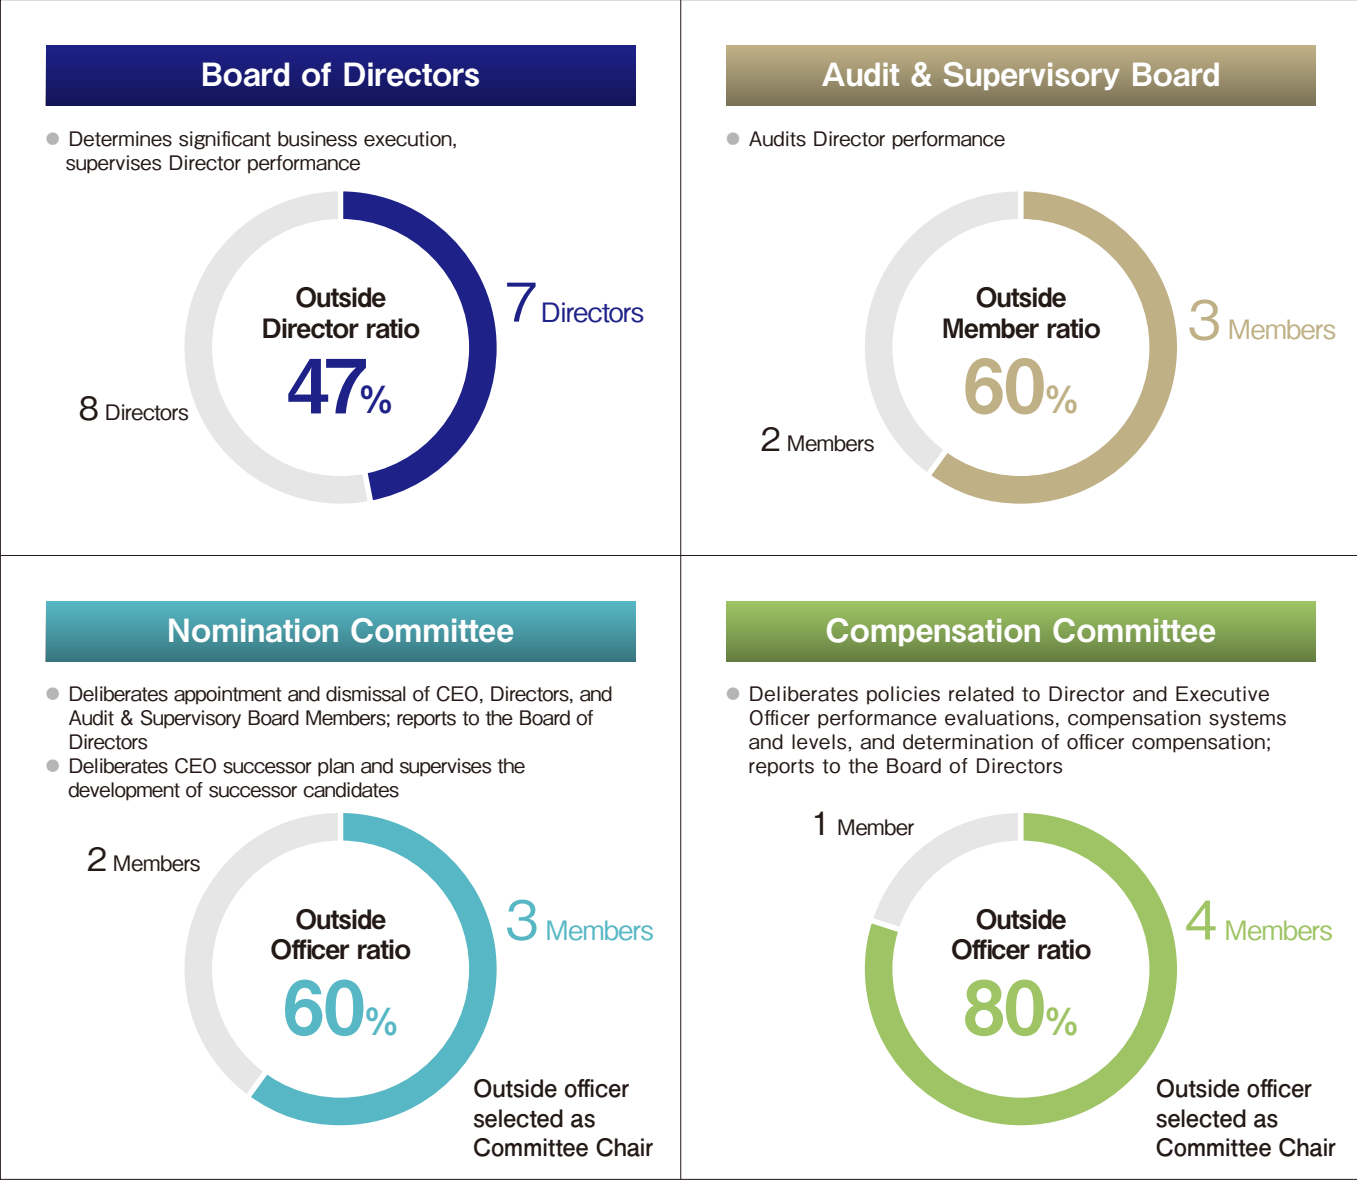 Board of Directors
● Determines significant business execution,
supervises Director performance
Outside
Director ratio
47%
7 Directors
8 Directors
Audit & Supervisory Board
● Audits Director performance
Outside
Member ratio
60%
3 Members
2 Members
Nomination Committee
● Deliberates appointment and dismissal of CEO, Directors, and
Audit & Supervisory Board Members; reports to the Board of
Directors
● Deliberates CEO successor plan and supervises the
development of successor candidates
2 Members
Outside
Officer ratio
60%
3 Members
Outside officer
selected as
Committee Chair
Compensation Committee
● Deliberates policies related to Director and Executive
Officer performance evaluations, compensation systems
and levels, and determination of officer compensation;
reports to the Board of Directors
1 Member
Outside
Officer ratio
80%
4 Members
Outside officer
selected as
Committee Chair